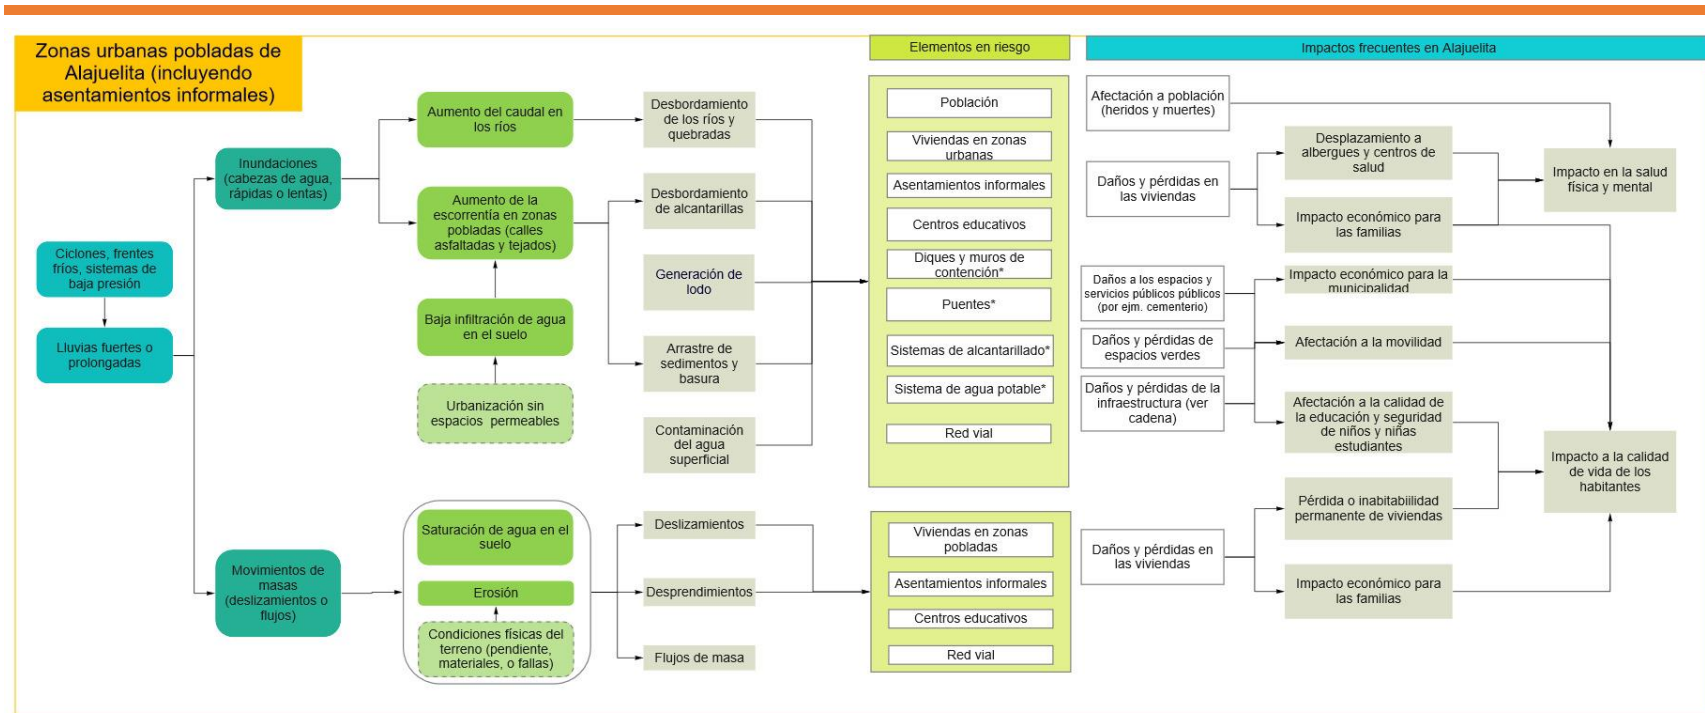 Zonas urbanas pobladas de
Alajuelita (incluyendo
asentamientos informales)
Ciclones, frentes
fríos, sistemas de
baja presión
Lluvias fuertes o
prolongadas
Inundaciones
(cabezas de agua,
rápidas o lentas)
Movimientos de
masas
(deslizamientos o
flujos)
Aumento del caudal en
los ríos
Aumento de la
escorrentía en zonas
pobladas (calles
asfaltadas y tejados)
Baja infiltración de agua
en el suelo
Urbanización sin
espacios permeables
Saturación de agua en el
suelo
Erosión
Condiciones físicas del
terreno (pendiente,
materiales, o fallas)
Desbordamiento
de los ríos y
quebradas
Desbordamiento
de alcantarillas
Generación de
lodo
Arrastre de
sedimentos y
basura
Contaminación
del agua
superficial
Deslizamientos
Desprendimientos
Flujos de masa
Elementos en riesgo
Población
Viviendas en zonas
urbanas
Asentamientos informales
Centros educativos
Diques y muros de
contención*
Puentes*
Sistemas de alcantarillado*
Sistema de agua potable*
Red vial
Viviendas en zonas
pobladas
Asentamientos informales
Centros educativos
Red vial
Impactos frecuentes en Alajuelita
Afectación a población
(heridos y muertes)
Daños y pérdidas en
las viviendas
Daños a los espacios y
servicios públicos públicos
(por ejm. cementerio)
Daños y pérdidas de
espacios verdes
Daños y pérdidas de la
infraestructura (ver
cadena)
Daños y pérdidas en
las viviendas
Desplazamiento a
albergues y centros de
salud
Impacto económico para
las familias
Impacto económico para la
municipalidad
Afectación a la movilidad
Afectación a la calidad de
la educación y seguridad
de niños y niñas
estudiantes
Pérdida o inabitabiilidad
permanente de viviendas
Impacto económico para
las familias
Impacto en la salud
física y mental
Impacto a la calidad
de vida de los
habitantes